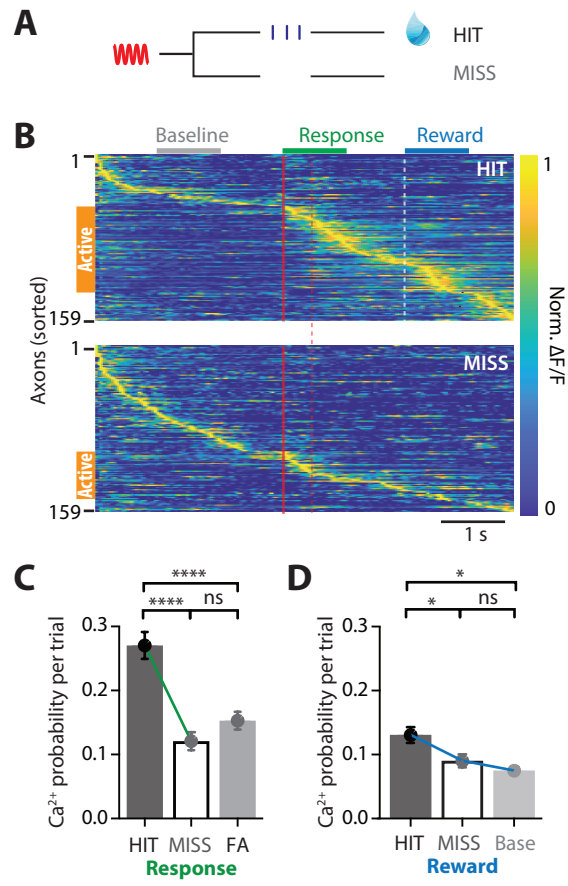 A
HIT
MISS
B
Baseline Response Reward
1
HIT
Active
159
Axons (sorted)
1
MISS
Active
159
1 s
1
Norm. ΔF/F
0
C
****
**** ns
0.3
0.2
0.1
0.0
Ca²⁺ probability per trial
HIT MISS FA
Response
D
*
* ns
0.3
0.2
0.1
0.0
Ca²⁺ probability per trial
HIT MISS Base
Reward